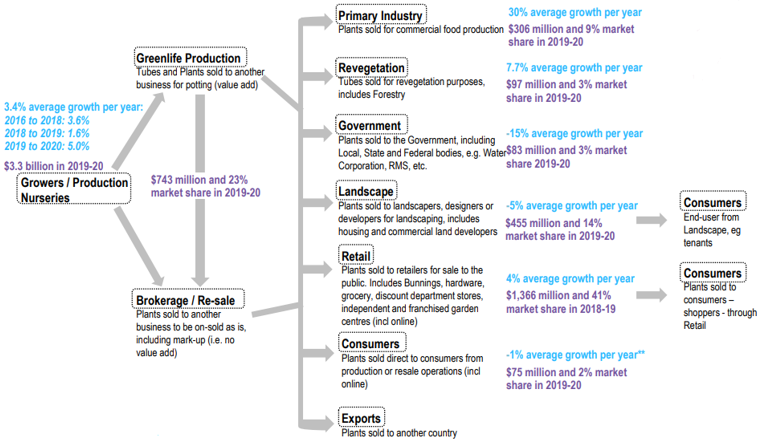 Primary Industry
Plants sold for commercial food production
30% average growth per year
$306 million and 9% market
share in 2019-20
Greenlife Production
Tubes and Plants sold to another
business for potting (value add)
Revegetation
Tubes sold for revegetation purposes,
includes Forestry
7.7% average growth per year
$97 million and 3% market
share in 2019-20
3.4% average growth per year:
2016 to 2018: 3.6%
2018 to 2019: 1.6%
2019 to 2020: 5.0%
$3.3 billion in 2019-20
Growers / Production
Nurseries
$743 million and 23%
market share in 2019-20
Government
Plants sold to the Government, including
Local, State and Federal bodies, e.g. Water
Corporation, RMS, etc.
-15% average growth per year
$83 million and 3% market
share in 2019-20
Landscape
Plants sold to landscapers, designers or
developers for landscaping, includes
housing and commercial land developers
-5% average growth per year
$455 million and 14%
market share in 2019-20
Consumers
End-user from
Landscape, eg
tenants
Brokerage / Re-sale
Plants sold to another
business to be on-sold as is,
including mark-up (i.e. no
value add)
Retail
Plants sold to retailers for sale to the
public. Includes Bunnings, hardware,
grocery, discount department stores,
independent and franchised garden
centres (incl online)
4% average growth per year
$1,366 million and 41%
market share in 2018-19
Consumers
Plants sold to
consumers –
shoppers - through
Retail
Consumers
Plants sold direct to consumers from
production or resale operations (incl
online)
-1% average growth per year**
$75 million and 2% market
share in 2019-20
Exports
Plants sold to another country